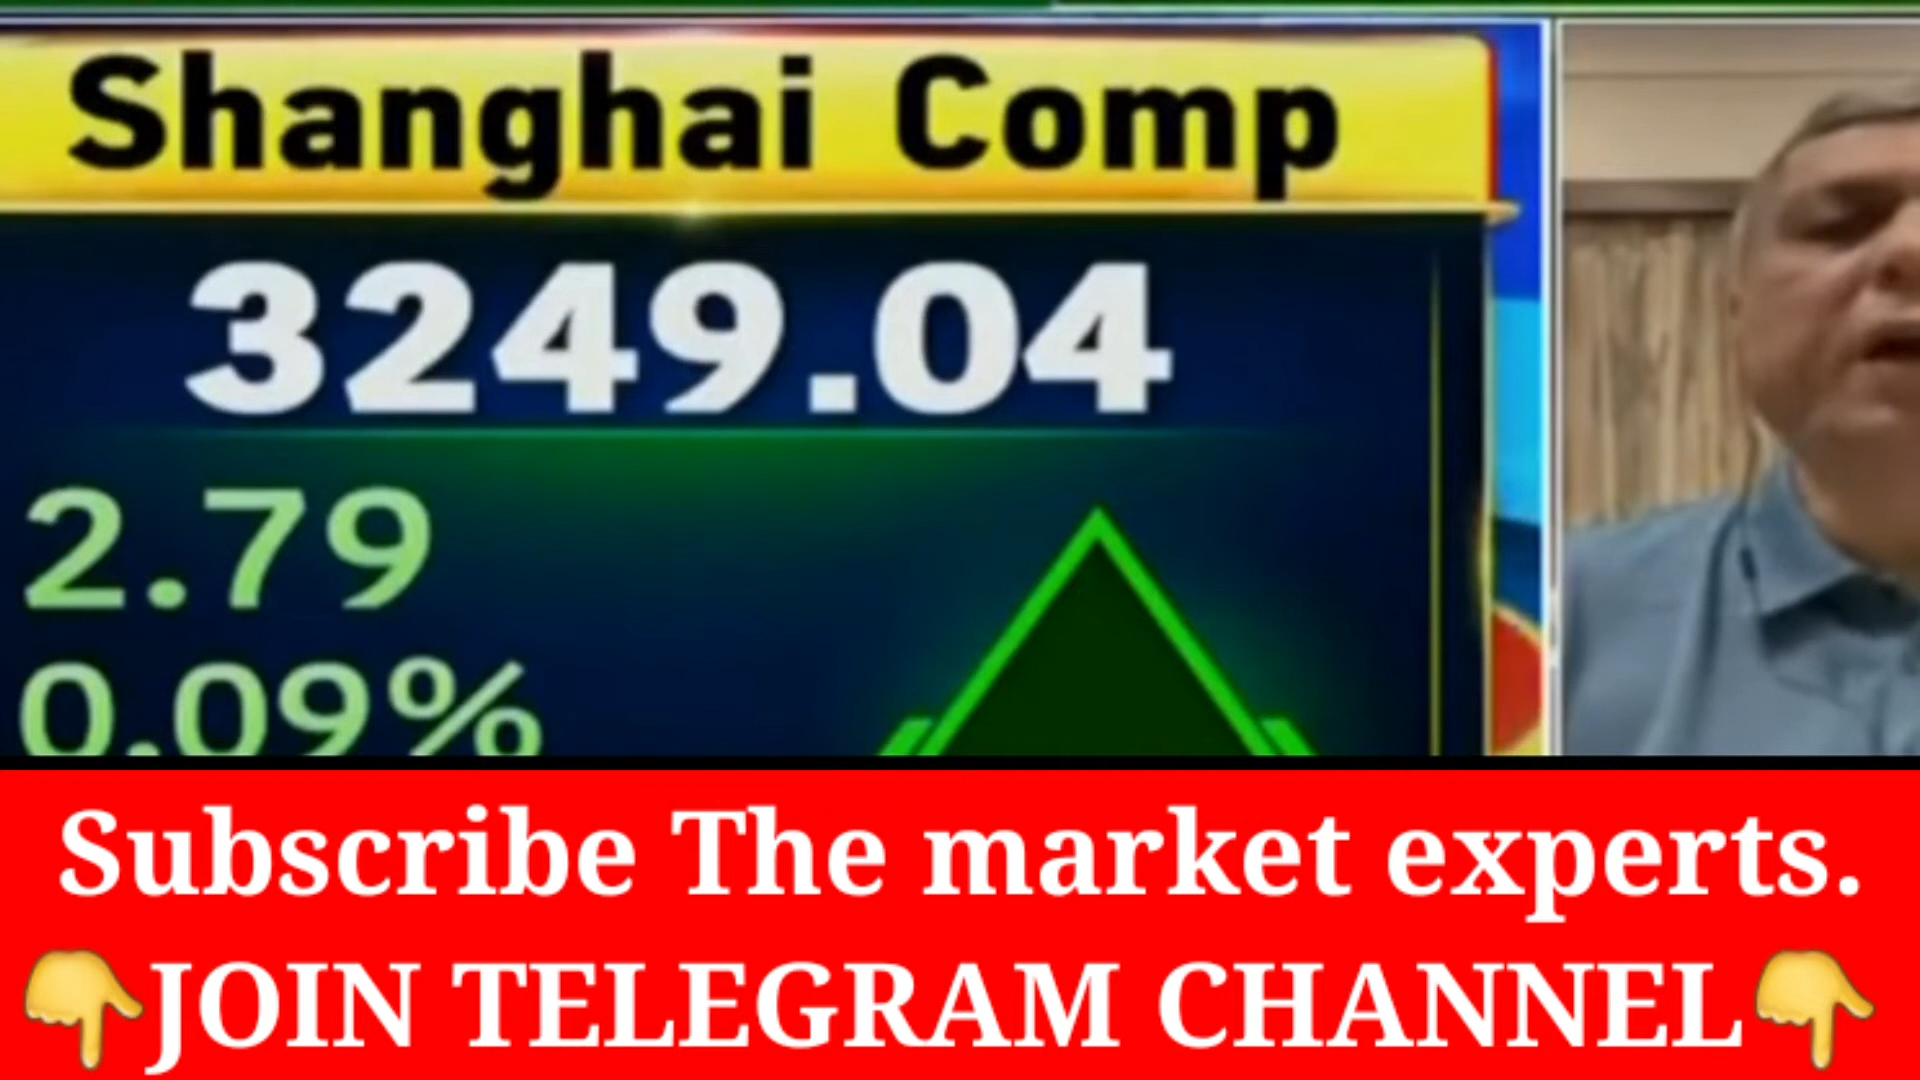 Shanghai Comp
3249.04
2.79
0.09%
Subscribe The market experts.
👇JOIN TELEGRAM CHANNEL👇